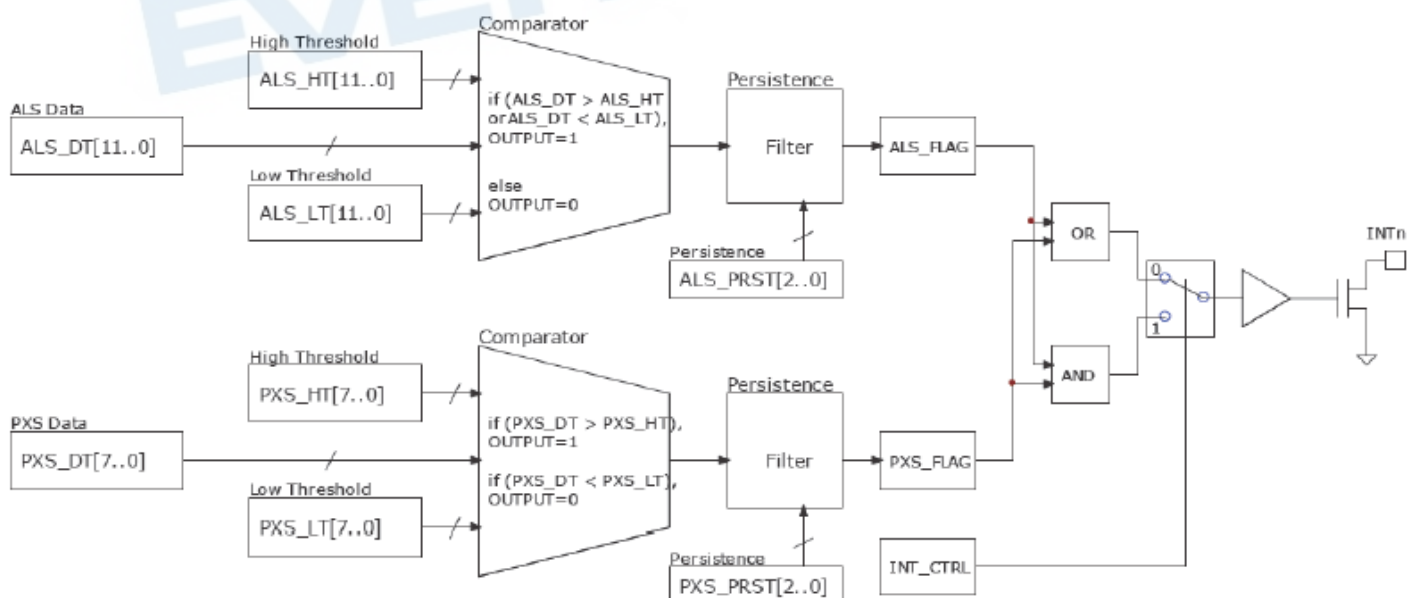 EVE
Comparator
High Threshold
ALS_HT[11..0]
ALS Data
ALS_DT[11..0]
Low Threshold
ALS_LT[11..0]
if (ALS_DT > ALS_HT
orALS_DT < ALS_LT),
OUTPUT=1
else
OUTPUT=0
Persistence
Filter
Persistence
ALS_PRST[2..0]
ALS_FLAG
OR
0
1
AND
INTn
Comparator
High Threshold
PXS_HT[7..0]
PXS Data
PXS_DT[7..0]
Low Threshold
PXS_LT[7..0]
if (PXS_DT > PXS_HT),
OUTPUT=1
if (PXS_DT < PXS_LT),
OUTPUT=0
Persistence
Filter
Persistence
PXS_PRST[2..0]
PXS_FLAG
INT_CTRL